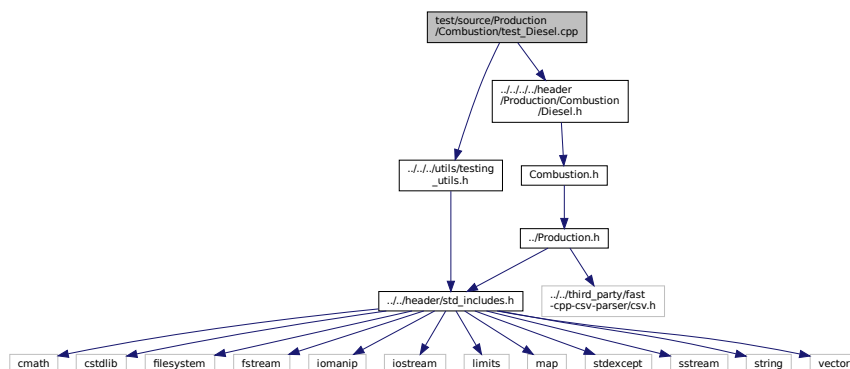 test/source/Production
/Combustion/test_Diesel.cpp
../../../../header
/Production/Combustion
/Diesel.h
../../../utils/testing
_utils.h
Combustion.h
../Production.h
../../header/std_includes.h
../../third_party/fast
-cpp-csv-parser/csv.h
cmath
cstdlib
filesystem
fstream
iomanip
iostream
limits
map
stdexcept
sstream
string
vector